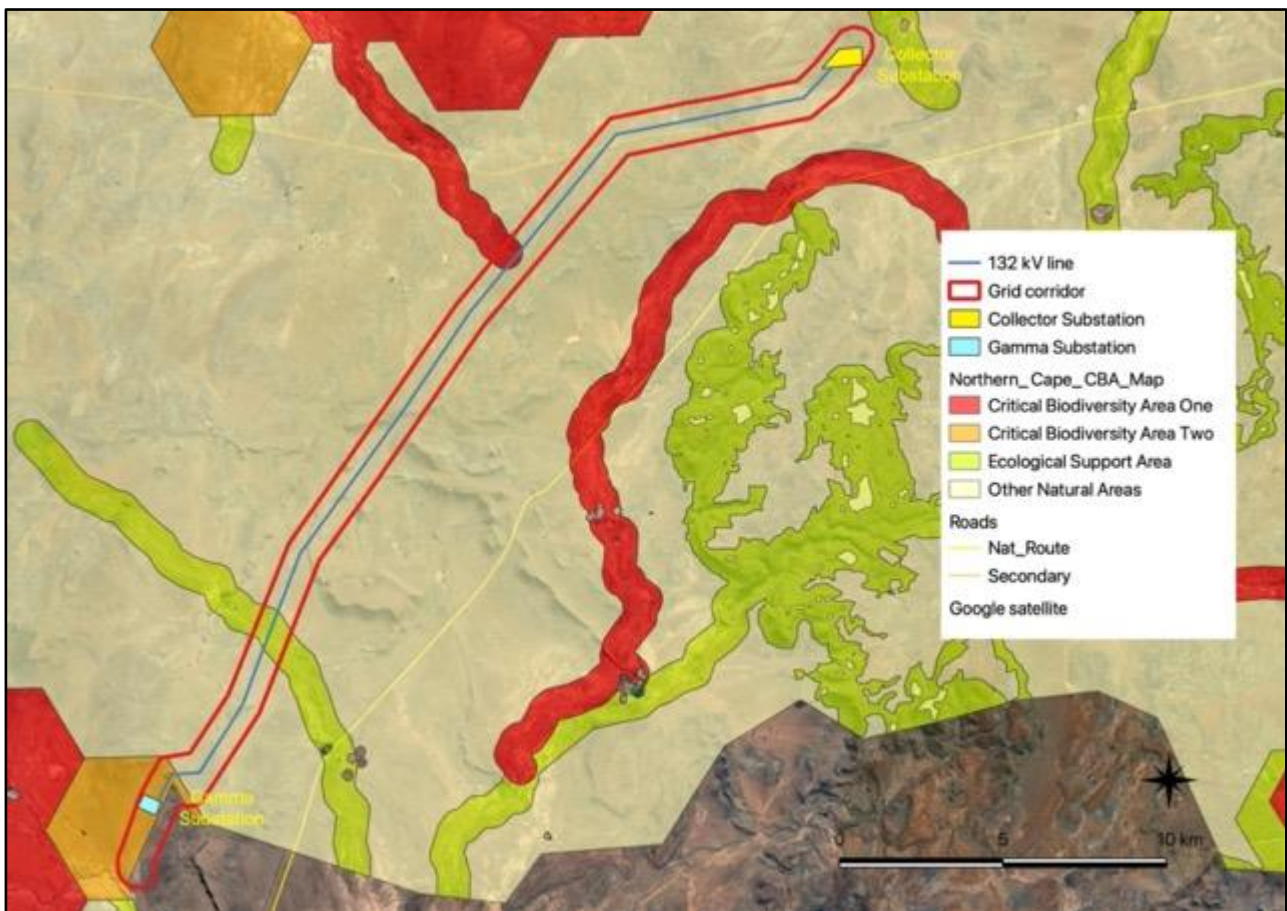 Collector
Substation
132 kV line
Grid corridor
Collector Substation
Gamma Substation
Northern_Cape_CBA_Map
Critical Biodiversity Area One
Critical Biodiversity Area Two
Ecological Support Area
Other Natural Areas
Roads
Nat_Route
Secondary
Google satellite
Gamma
Substation
0 5 10 km